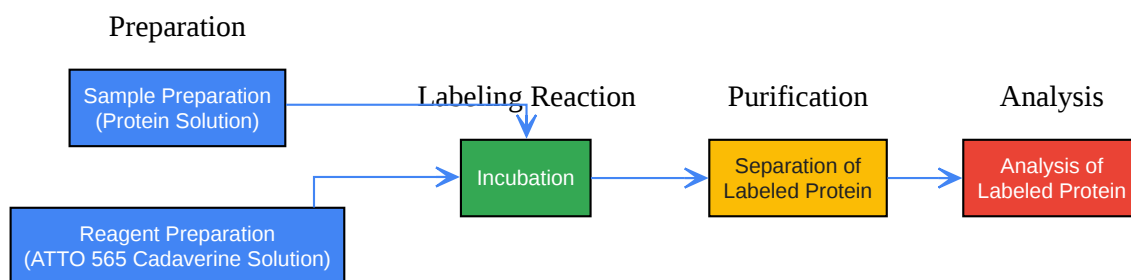 Preparation
Sample Preparation
(Protein Solution)
Reagent Preparation
(ATTO 565 Cadaverine Solution)
Labeling Reaction
Incubation
Purification
Separation of
Labeled Protein
Analysis
Analysis of
Labeled Protein